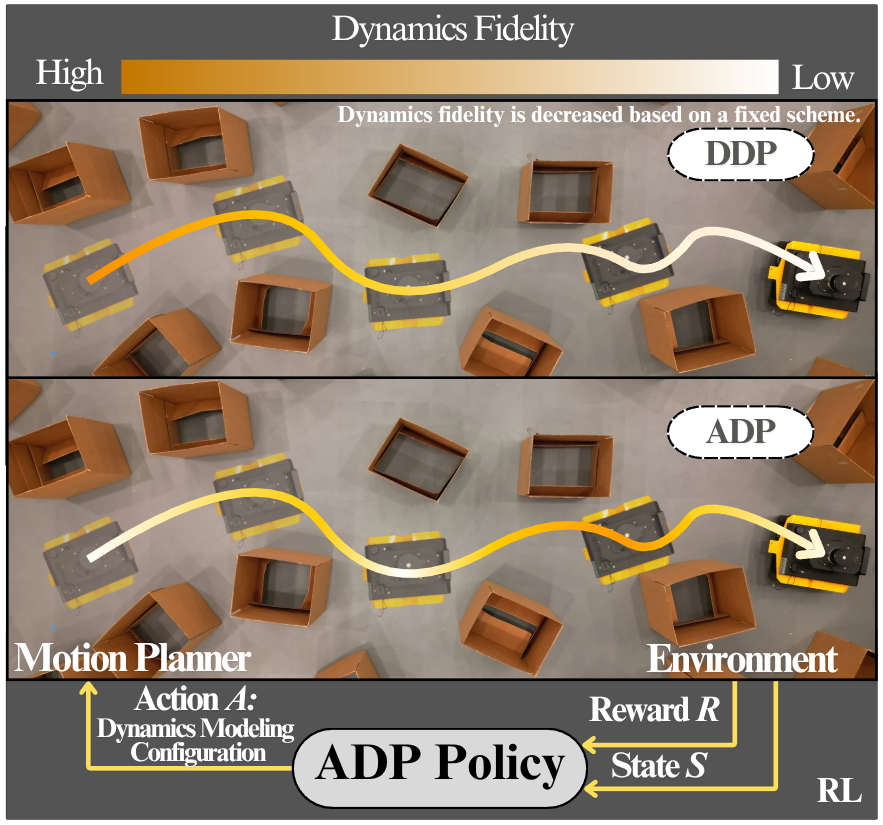 Dynamics Fidelity
High
Low
Dynamics fidelity is decreased based on a fixed scheme.
DDP
ADP
Motion Planner
Environment
Action A:
Dynamics Modeling
Configuration
Reward R
ADP Policy
State S
RL